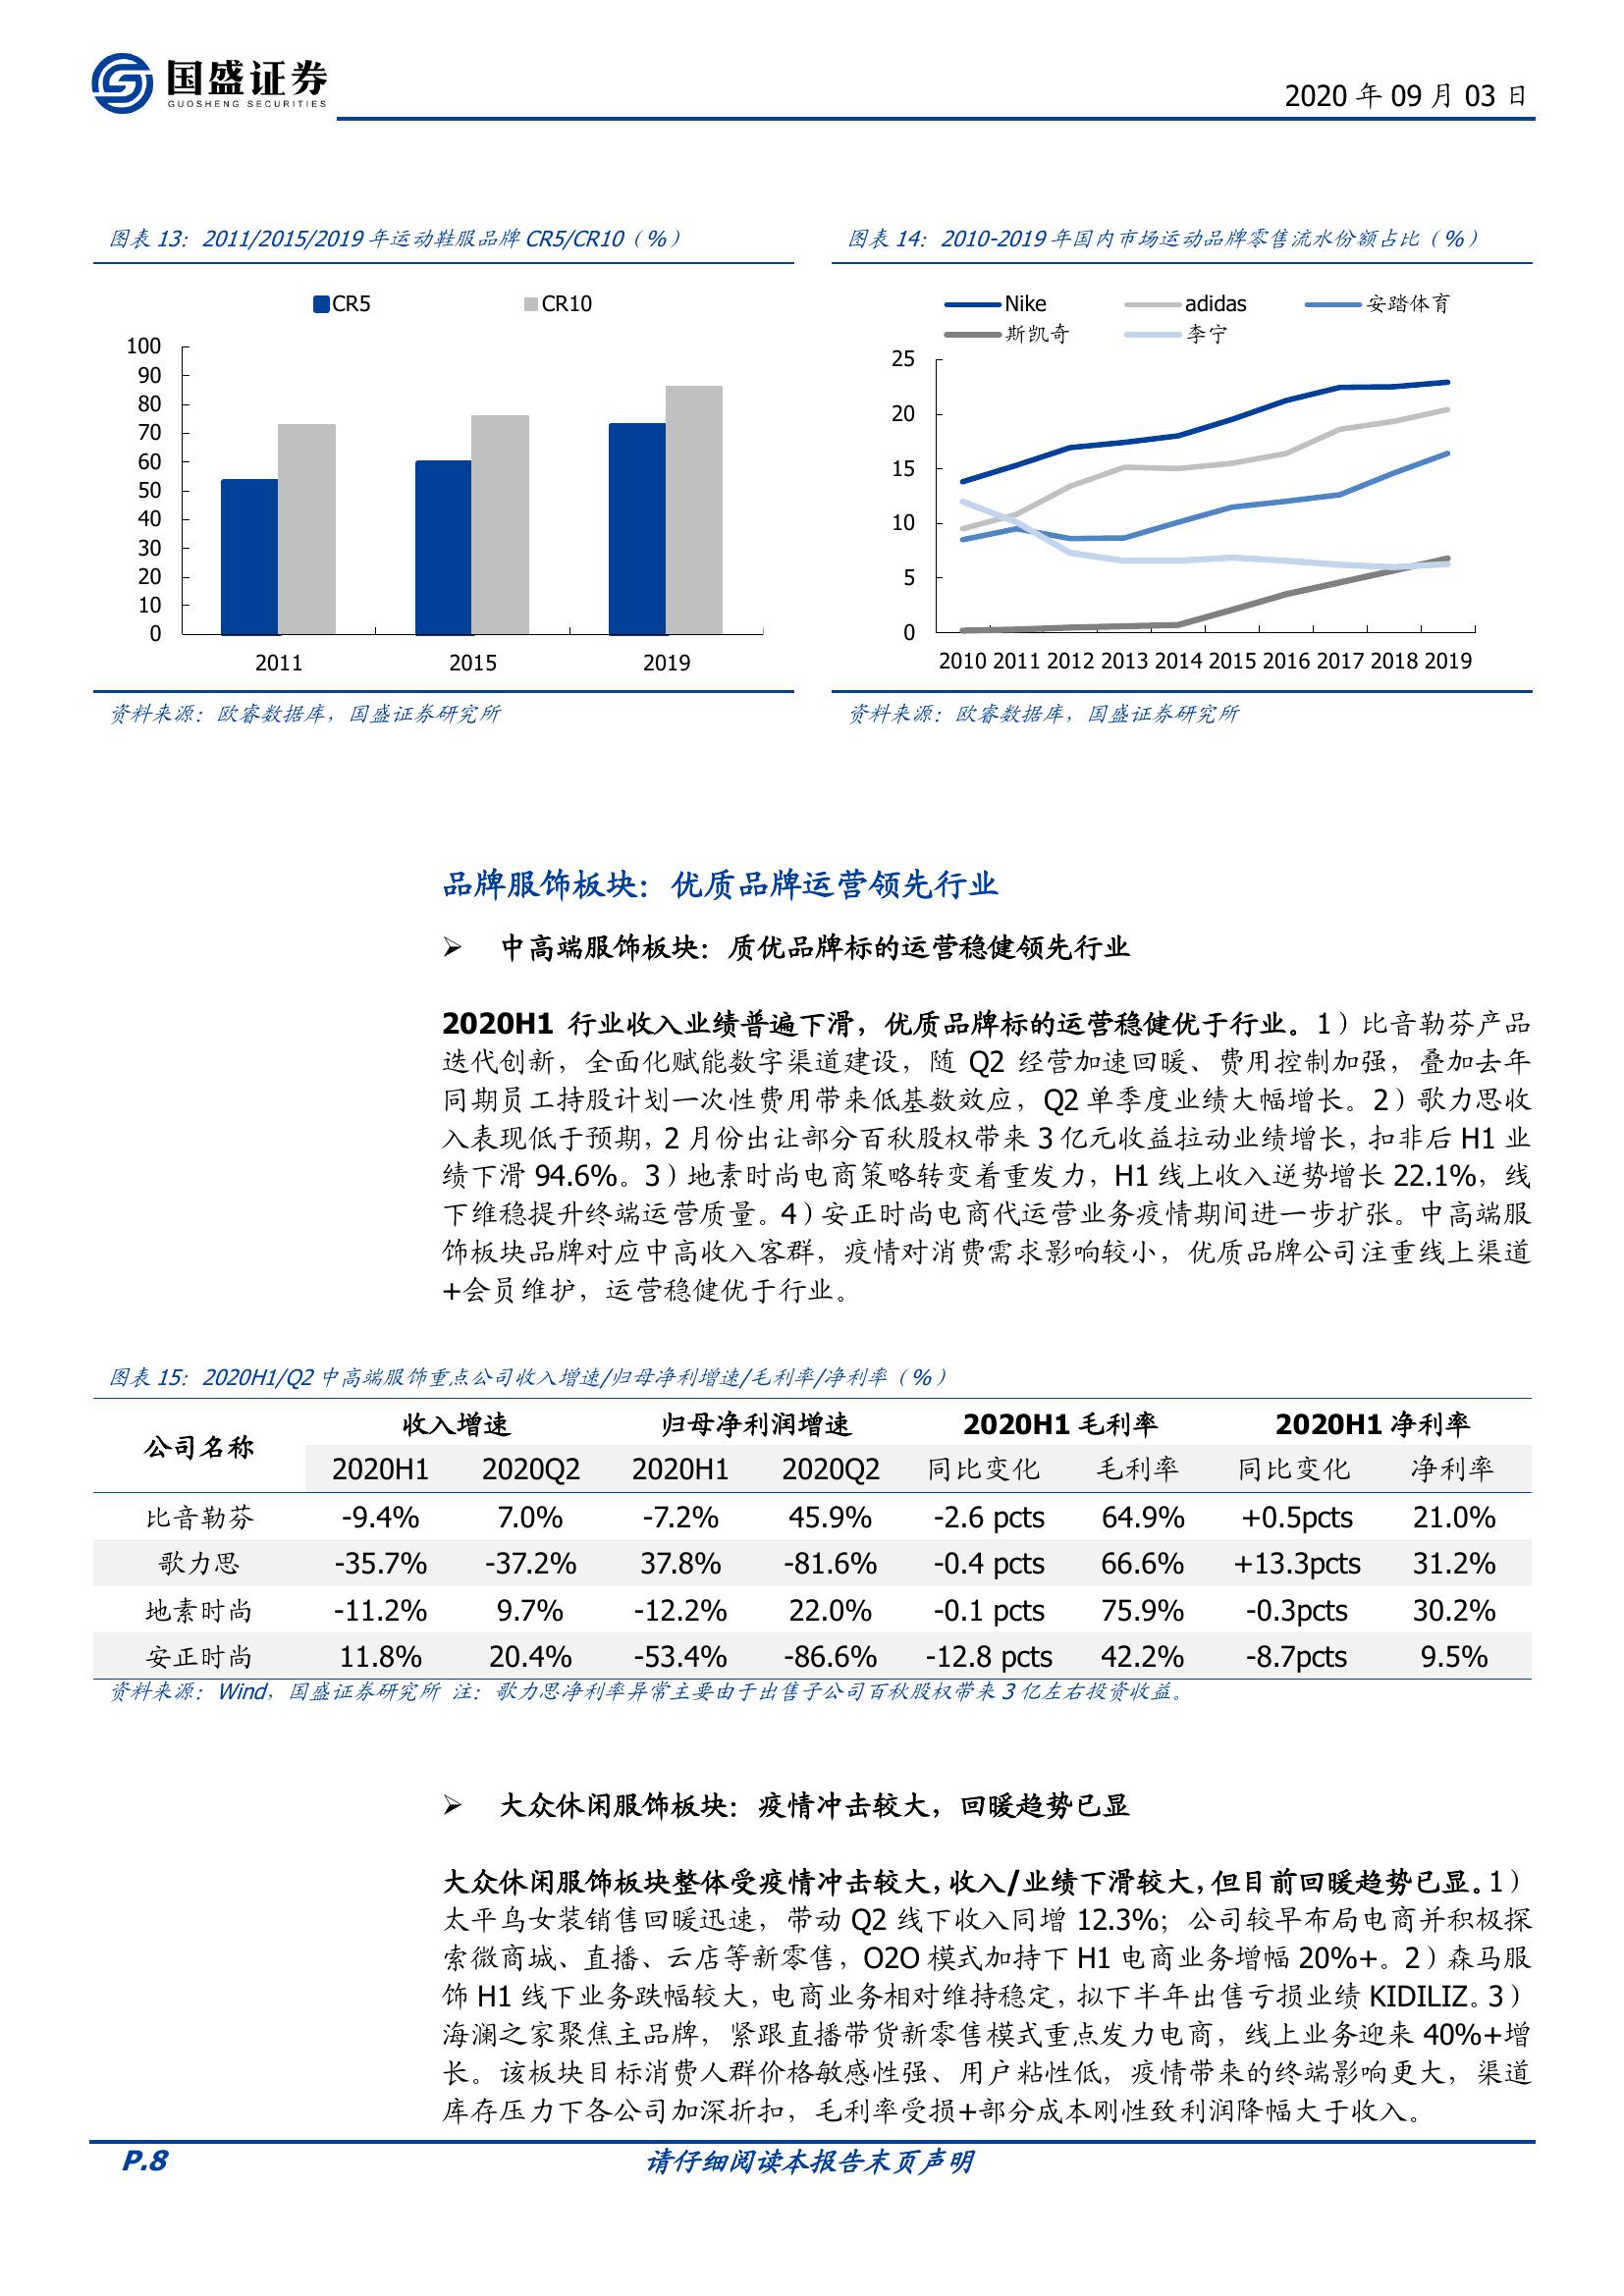 国盛证券
GUOSHENG SECURITIES
2020 年 09 月 03 日
图表 13：2011/2015/2019 年运动鞋服品牌 CR5/CR10（%）
CR5 CR10
100
90
80
70
60
50
40
30
20
10
0
2011 2015 2019
资料来源：欧睿数据库，国盛证券研究所
图表 14：2010-2019 年国内市场运动品牌零售流水份额占比（%）
Nike adidas 安踏体育
斯凯奇 李宁
25
20
15
10
5
0
2010 2011 2012 2013 2014 2015 2016 2017 2018 2019
资料来源：欧睿数据库，国盛证券研究所
品牌服饰板块：优质品牌运营领先行业
➢ 中高端服饰板块：质优品牌标的运营稳健领先行业
2020H1 行业收入业绩普遍下滑，优质品牌标的运营稳健优于行业。1）比音勒芬产品
迭代创新，全面化赋能数字渠道建设，随 Q2 经营加速回暖、费用控制加强，叠加去年
同期员工持股计划一次性费用带来低基数效应，Q2 单季度业绩大幅增长。2）歌力思收
入表现低于预期，2 月份出让部分百秋股权带来 3 亿元收益拉动业绩增长，扣非后 H1 业
绩下滑 94.6%。3）地素时尚电商策略转变着重发力，H1 线上收入逆势增长 22.1%，线
下维稳提升终端运营质量。4）安正时尚电商代运营业务疫情期间进一步扩张。中高端服
饰板块品牌对应中高收入客群，疫情对消费需求影响较小，优质品牌公司注重线上渠道
+会员维护，运营稳健优于行业。
图表 15：2020H1/Q2 中高端服饰重点公司收入增速/归母净利增速/毛利率/净利率（%）
公司名称 收入增速 归母净利润增速 2020H1 毛利率 2020H1 净利率
2020H1 2020Q2 2020H1 2020Q2 同比变化 毛利率 同比变化 净利率
比音勒芬 -9.4% 7.0% -7.2% 45.9% -2.6 pcts 64.9% +0.5pcts 21.0%
歌力思 -35.7% -37.2% 37.8% -81.6% -0.4 pcts 66.6% +13.3pcts 31.2%
地素时尚 -11.2% 9.7% -12.2% 22.0% -0.1 pcts 75.9% -0.3pcts 30.2%
安正时尚 11.8% 20.4% -53.4% -86.6% -12.8 pcts 42.2% -8.7pcts 9.5%
资料来源：Wind，国盛证券研究所 注：歌力思净利率异常主要由于出售子公司百秋股权带来 3 亿左右投资收益。
➢ 大众休闲服饰板块：疫情冲击较大，回暖趋势已显
大众休闲服饰板块整体受疫情冲击较大，收入/业绩下滑较大，但目前回暖趋势已显。1）
太平鸟女装销售回暖迅速，带动 Q2 线下收入同增 12.3%；公司较早布局电商并积极探
索微商城、直播、云店等新零售，O2O 模式加持下 H1 电商业务增幅 20%+。2）森马服
饰 H1 线下业务跌幅较大，电商业务相对维持稳定，拟下半年出售亏损业绩 KIDILIZ。3）
海澜之家聚焦主品牌，紧跟直播带货新零售模式重点发力电商，线上业务迎来 40%+增
长。该板块目标消费人群价格敏感性强、用户粘性低，疫情带来的终端影响更大，渠道
库存压力下各公司加深折扣，毛利率受损+部分成本刚性致利润降幅大于收入。
P.8 请仔细阅读本报告末页声明